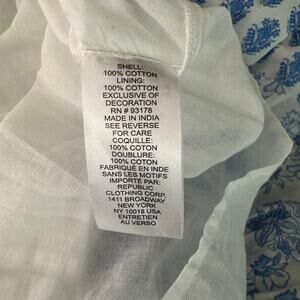 SHELL:
100% COTTON
LINING:
100% COTTON
EXCLUSIVE OF
DECORATION
RN # 93178
MADE IN INDIA
SEE REVERSE
FOR CARE
COQUILLE:
100% COTON
DOUBLURE:
100% COTON
FABRIQUÉ EN INDE
SANS LES MOTIFS
IMPORTÉ PAR:
REPUBLIC
CLOTHING CORP.
1411 BROADWAY
NEW YORK
NY 10018 USA
ENTRETIEN
AU VERSO